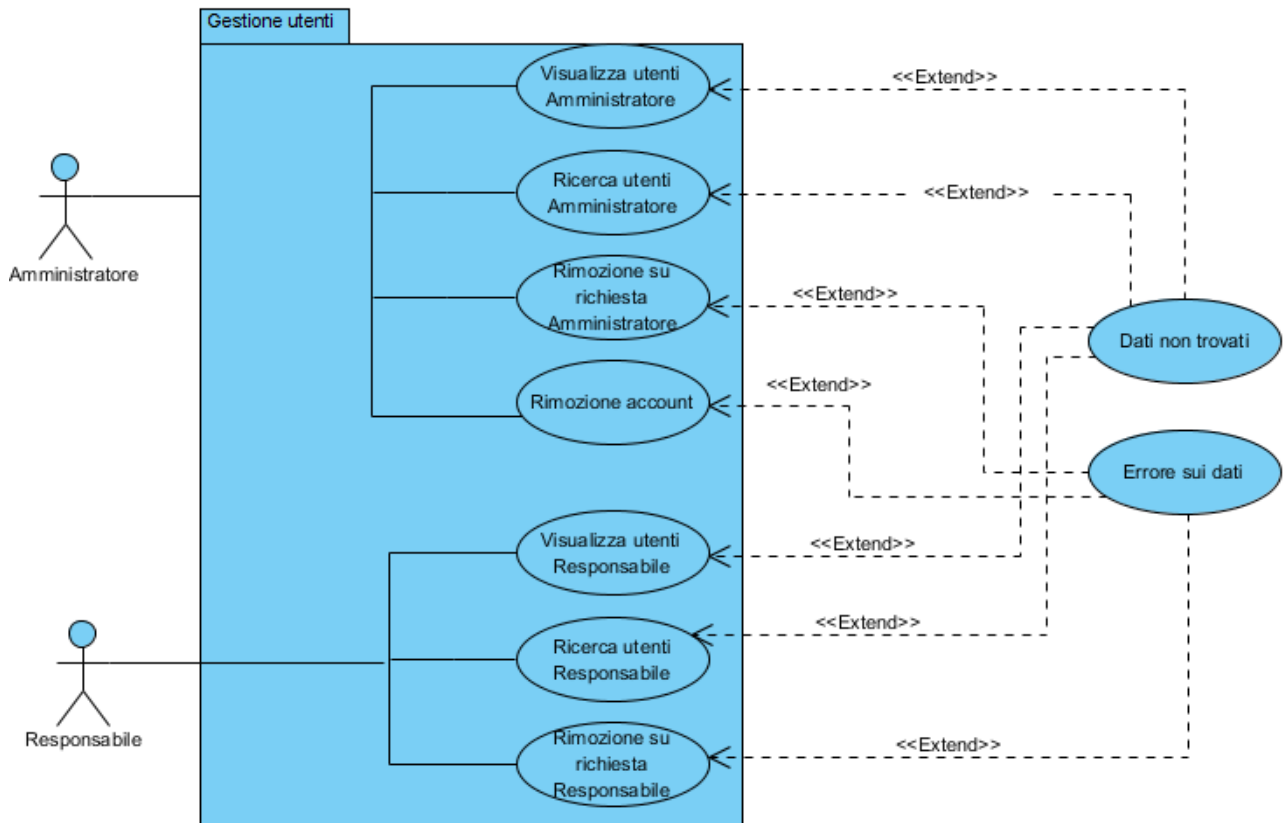 Gestione utenti
Visualizza utenti
Amministratore
<<Extend>>
Ricerca utenti
Amministratore
<<Extend>>
Amministratore
Rimozione su
richiesta
Amministratore
<<Extend>>
Dati non trovati
Rimozione account
<<Extend>>
Errore sui dati
Visualizza utenti
Responsabile
<<Extend>>
Ricerca utenti
Responsabile
<<Extend>>
Responsabile
Rimozione su
richiesta
Responsabile
<<Extend>>